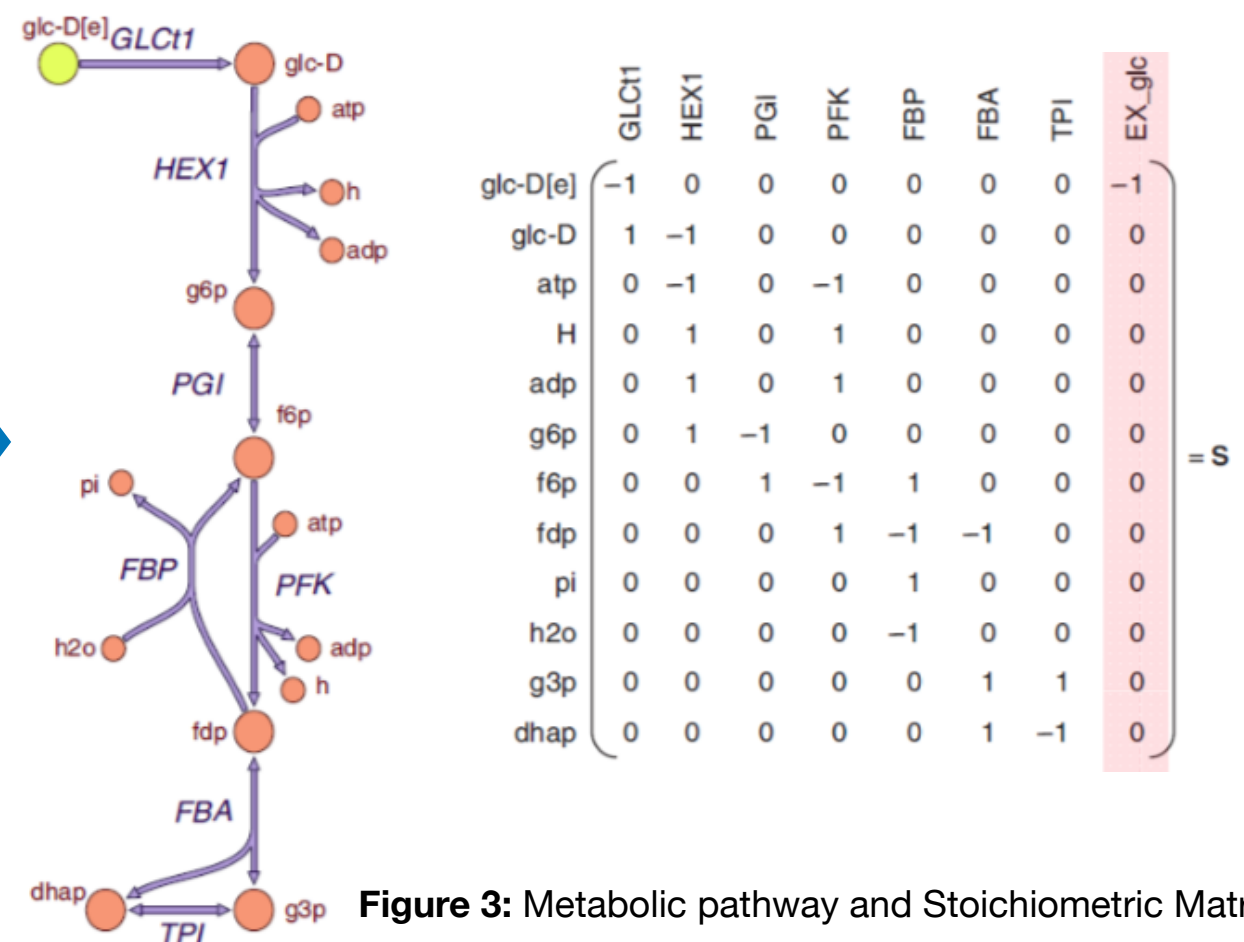 glc-D[e] GLCt1
glc-D
atp
HEX1
h
adp
g6p
PGI
f6p
pi
atp
FBP
PFK
h2o
adp
h
fdp
FBA
dhap
g3p
TPI
GLCt1 HEX1 PGI PFK FBP FBA TPI EX_glc
glc-D[e] −1 0 0 0 0 0 0 −1
glc-D 1 −1 0 0 0 0 0 0
atp 0 −1 0 −1 0 0 0 0
H 0 1 0 1 0 0 0 0
adp 0 1 0 1 0 0 0 0
g6p 0 1 −1 0 0 0 0 0
f6p 0 0 1 −1 1 0 0 0
fdp 0 0 0 1 −1 −1 0 0
pi 0 0 0 0 1 0 0 0
h2o 0 0 0 0 −1 0 0 0
g3p 0 0 0 0 0 1 1 0
dhap 0 0 0 0 0 1 −1 0
= S
Figure 3: Metabolic pathway and Stoichiometric Matr